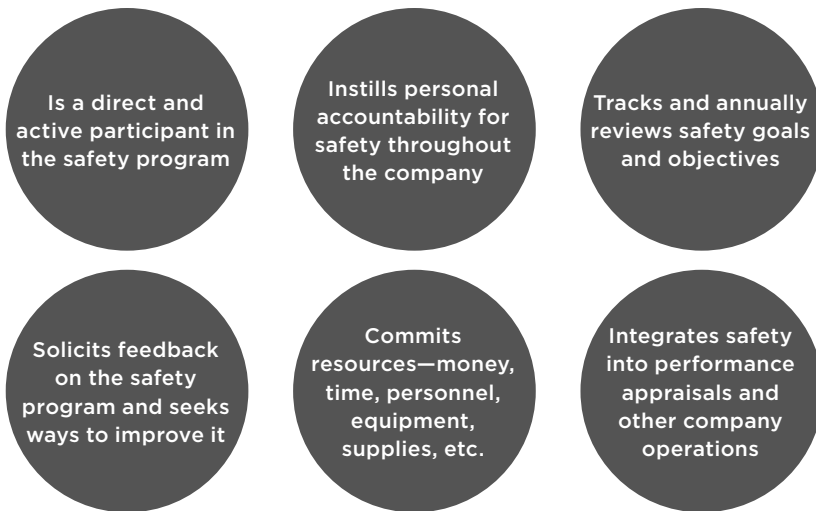 Is a direct and
active participant in
the safety program
Instills personal
accountability for
safety throughout
the company
Tracks and annually
reviews safety goals
and objectives
Solicits feedback
on the safety
program and seeks
ways to improve it
Commits
resources—money,
time, personnel,
equipment,
supplies, etc.
Integrates safety
into performance
appraisals and
other company
operations